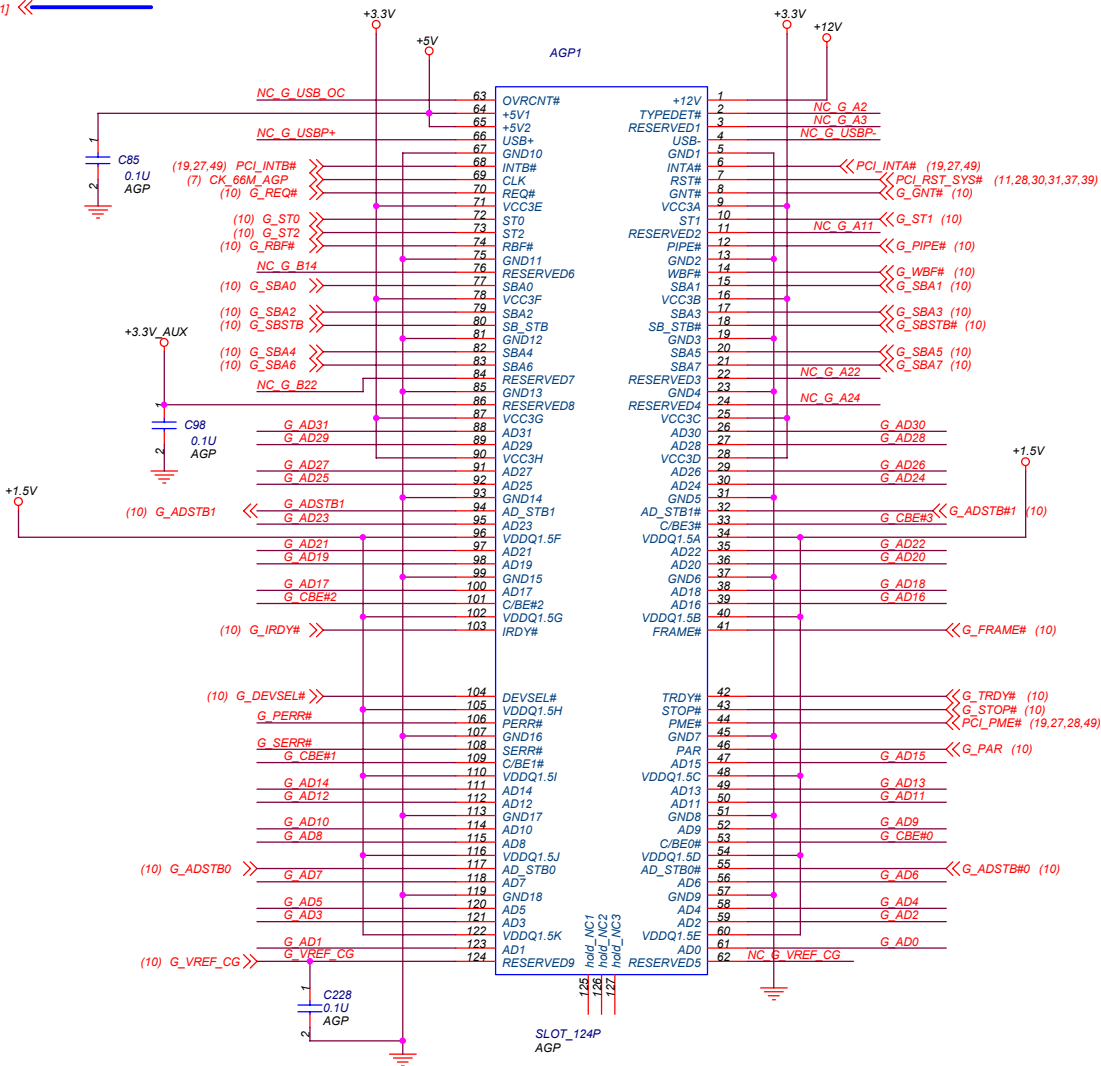 1]
+3.3V
+5V
AGP1
+3.3V
+12V
NC_G_USB_OC 63 OVRCNT# +12V 1
64 +5V1 TYPEDET# 2 NC_G_A2
65 +5V2 RESERVED1 3 NC_G_A3
NC_G_USBP+ 66 USB+ USB- 4 NC_G_USBP-
67 GND10 GND1 5
(19,27,49) PCI_INTB# 68 INTB# INTA# 6 PCI_INTA# (19,27,49)
(7) CK_66M_AGP 69 CLK RST# 7 PCI_RST_SYS# (11,28,30,31,37,39)
(10) G_REQ# 70 REQ# GNT# 8 G_GNT# (10)
71 VCC3E VCC3A 9
(10) G_ST0 72 ST0 ST1 10 G_ST1 (10)
(10) G_ST2 73 ST2 RESERVED2 11 NC_G_A11
(10) G_RBF# 74 RBF# PIPE# 12 G_PIPE# (10)
75 GND11 GND2 13
NC_G_B14 76 RESERVED6 WBF# 14 G_WBF# (10)
(10) G_SBA0 77 SBA0 SBA1 15 G_SBA1 (10)
78 VCC3F VCC3B 16
(10) G_SBA2 79 SBA2 SBA3 17 G_SBA3 (10)
(10) G_SBSTB 80 SB_STB SB_STB# 18 G_SBSTB# (10)
81 GND12 GND3 19
(10) G_SBA4 82 SBA4 SBA5 20 G_SBA5 (10)
(10) G_SBA6 83 SBA6 SBA7 21 G_SBA7 (10)
84 RESERVED7 RESERVED3 22 NC_G_A22
NC_G_B22 85 GND13 GND4 23
86 RESERVED8 RESERVED4 24 NC_G_A24
87 VCC3G VCC3C 25
G_AD31 88 AD31 AD30 26 G_AD30
G_AD29 89 AD29 AD28 27 G_AD28
90 VCC3H VCC3D 28
G_AD27 91 AD27 AD26 29 G_AD26
G_AD25 92 AD25 AD24 30 G_AD24
93 GND14 GND5 31
(10) G_ADSTB1 G_ADSTB1 94 AD_STB1 AD_STB1# 32 G_ADSTB#1 (10)
G_AD23 95 AD23 C/BE3# 33 G_CBE#3
96 VDDQ1.5F VDDQ1.5A 34
G_AD21 97 AD21 AD22 35 G_AD22
G_AD19 98 AD19 AD20 36 G_AD20
99 GND15 GND6 37
G_AD17 100 AD17 AD18 38 G_AD18
G_CBE#2 101 C/BE#2 AD16 39 G_AD16
102 VDDQ1.5G VDDQ1.5B 40
(10) G_IRDY# 103 IRDY# FRAME# 41 G_FRAME# (10)
(10) G_DEVSEL# 104 DEVSEL# TRDY# 42 G_TRDY# (10)
105 VDDQ1.5H STOP# 43 G_STOP# (10)
G_PERR# 106 PERR# PME# 44 PCI_PME# (19,27,28,49)
107 GND16 GND7 45
G_SERR# 108 SERR# PAR 46 G_PAR (10)
G_CBE#1 109 C/BE1# AD15 47 G_AD15
110 VDDQ1.5I VDDQ1.5C 48
G_AD14 111 AD14 AD13 49 G_AD13
G_AD12 112 AD12 AD11 50 G_AD11
113 GND17 GND8 51
G_AD10 114 AD10 AD9 52 G_AD9
G_AD8 115 AD8 C/BE0# 53 G_CBE#0
116 VDDQ1.5J VDDQ1.5D 54
(10) G_ADSTB0 117 AD_STB0 AD_STB0# 55 G_ADSTB#0 (10)
G_AD7 118 AD7 AD6 56 G_AD6
119 GND18 GND9 57
G_AD5 120 AD5 AD4 58 G_AD4
G_AD3 121 AD3 AD2 59 G_AD2
122 VDDQ1.5K VDDQ1.5E 60
G_AD1 123 AD1 AD0 61 G_AD0
(10) G_VREF_CG G_VREF_CG 124 RESERVED9 RESERVED5 62 NC_G_VREF_CG
hold_NC1
hold_NC2
hold_NC3
125
126
127
SLOT_124P
AGP
1
C85
0.1U
AGP
2
+3.3V_AUX
1
C98
0.1U
AGP
2
+1.5V
+1.5V
1
C228
0.1U
AGP
2